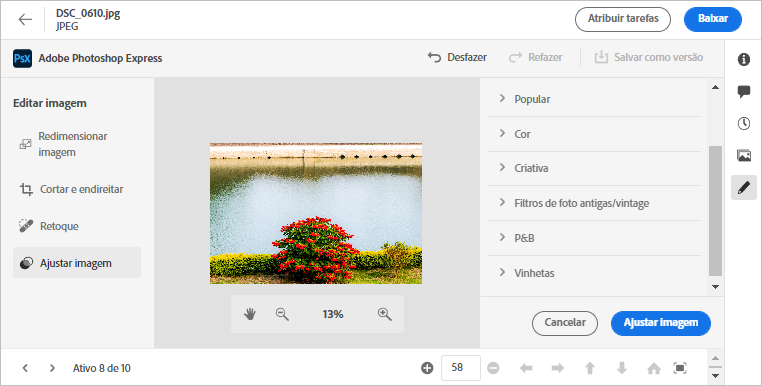 DSC_0610.jpg
JPEG
Atribuir tarefas
Baixar
PsX
Adobe Photoshop Express
Desfazer
Refazer
Salvar como versão
Editar imagem
Redimensionar
imagem
Cortar e endireitar
Retoque
Ajustar imagem
13%
Popular
Cor
Criativa
Filtros de foto antigas/vintage
P&B
Vinhetas
Cancelar
Ajustar imagem
Ativo 8 de 10
58